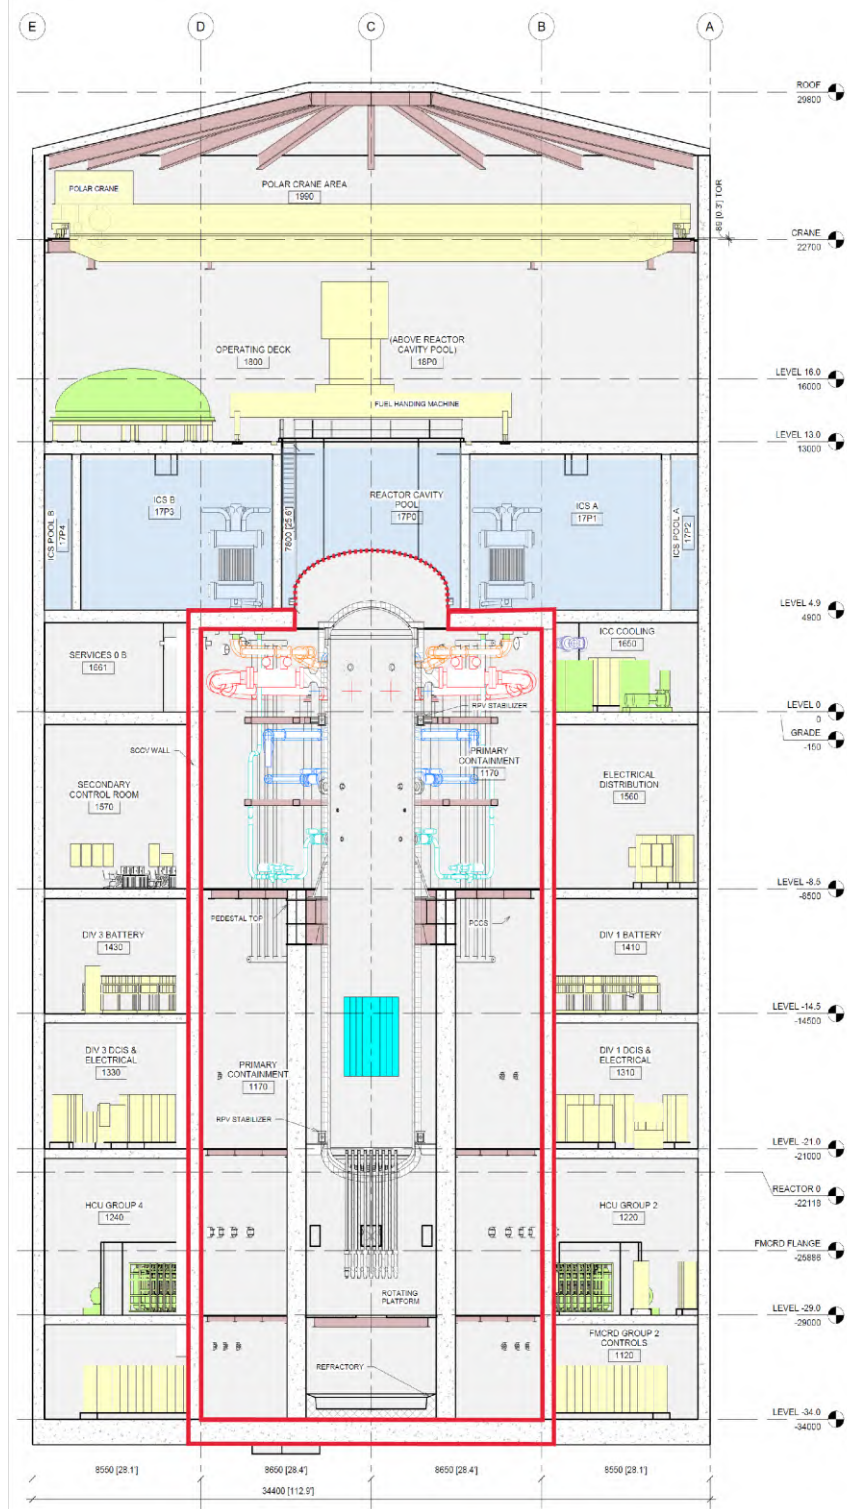 E
D
C
B
A
ROOF
29800
POLAR CRANE
POLAR CRANE AREA
1990
-89 [0.3'] TOR
CRANE
22700
OPERATING DECK
1800
(ABOVE REACTOR
CAVITY POOL)
18P0
LEVEL 16.0
16000
FUEL HANDING MACHINE
LEVEL 13.0
13000
ICS POOL B
17P4
ICS B
17P3
7800 [25.6']
REACTOR CAVITY
POOL
17P0
ICS A
17P1
ICS POOL A
17P2
LEVEL 4.9
4900
SERVICES 0 B
1661
ICC COOLING
1650
RPV STABILIZER
LEVEL 0
0
GRADE
-150
SCCV WALL
PRIMARY
CONTAINMENT
1170
SECONDARY
CONTROL ROOM
1570
ELECTRICAL
DISTRIBUTION
1560
LEVEL -8.5
-8500
PEDESTAL TOP
PCCS
DIV 3 BATTERY
1430
DIV 1 BATTERY
1410
LEVEL -14.5
-14500
DIV 3 DCIS &
ELECTRICAL
1330
PRIMARY
CONTAINMENT
1170
DIV 1 DCIS &
ELECTRICAL
1310
RPV STABILIZER
LEVEL -21.0
-21000
REACTOR 0
-22118
HCU GROUP 4
1240
HCU GROUP 2
1220
FMCRD FLANGE
-25886
ROTATING
PLATFORM
LEVEL -29.0
-29000
FMCRD GROUP 2
CONTROLS
1120
REFRACTORY
LEVEL -34.0
-34000
8550 [28.1']
8650 [28.4']
8650 [28.4']
8550 [28.1']
34400 [112.9']